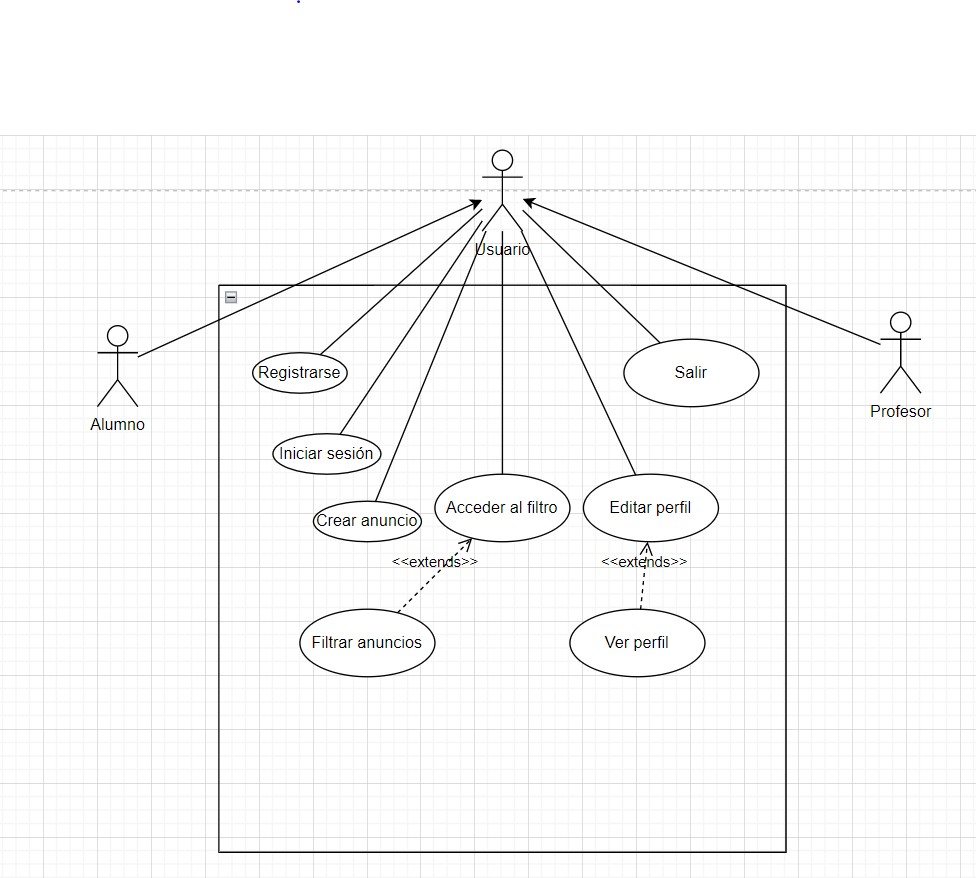 Usuario
Alumno
Registrarse
Salir
Profesor
Iniciar sesión
Crear anuncio
Acceder al filtro
Editar perfil
<<extends>>
<<extends>>
Filtrar anuncios
Ver perfil